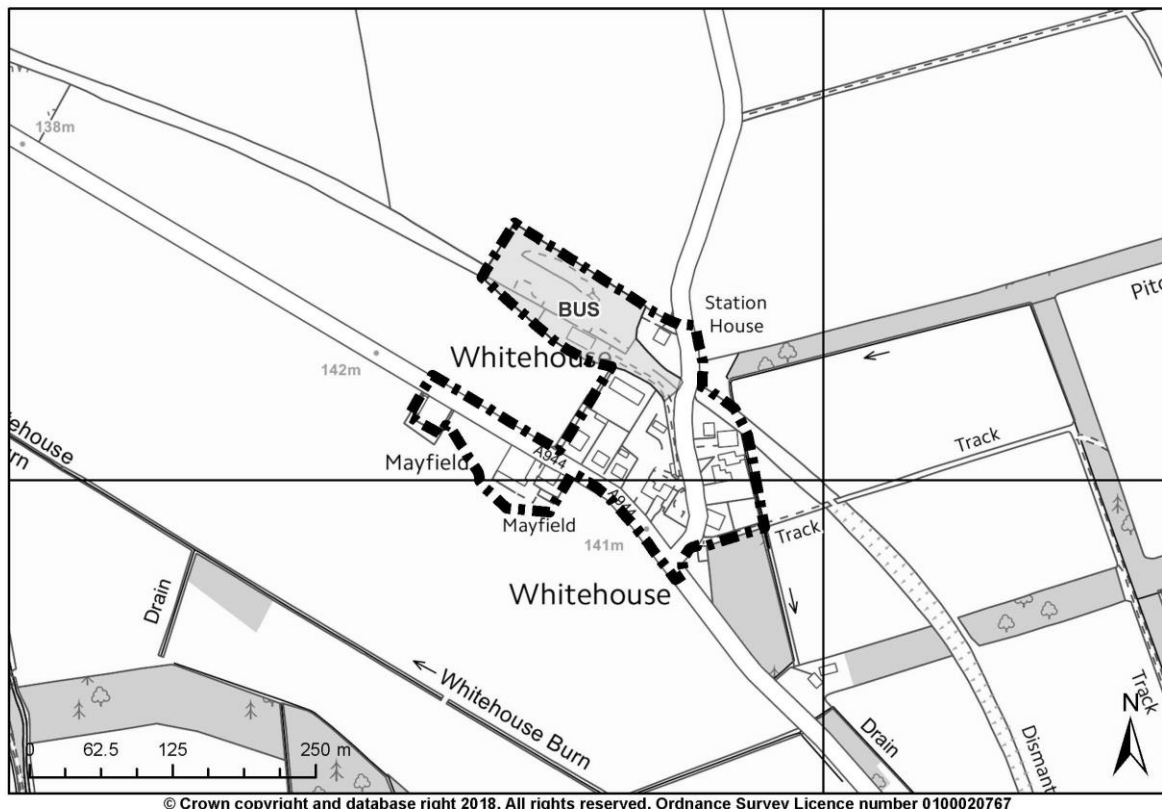 138m
Station
House
Pitc
BUS
Whitehouse
142m
A944
Mayfield
Track
ehouse
rn
Mayfield
A944
141m
Track
Whitehouse
Drain
Whitehouse Burn
Track
N
Drain
Dismant
0 62.5 125 250 m
© Crown copyright and database right 2018. All rights reserved. Ordnance Survey Licence number 0100020767